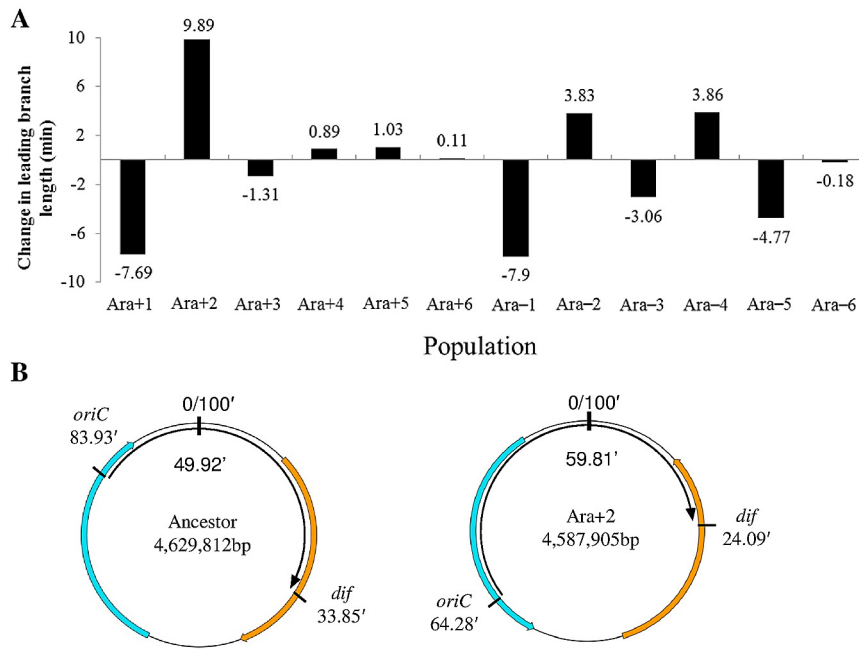 A
Change in leading branch
length (min)
10
6
2
-2
-6
-10
-7.69
9.89
-1.31
0.89
1.03
0.11
-7.9
3.83
-3.06
3.86
-4.77
-0.18
Ara+1
Ara+2
Ara+3
Ara+4
Ara+5
Ara+6
Ara–1
Ara–2
Ara–3
Ara–4
Ara–5
Ara–6
Population
B
oriC
83.93'
0/100'
49.92'
Ancestor
4,629,812bp
dif
33.85'
0/100'
59.81'
Ara+2
4,587,905bp
dif
24.09'
oriC
64.28'